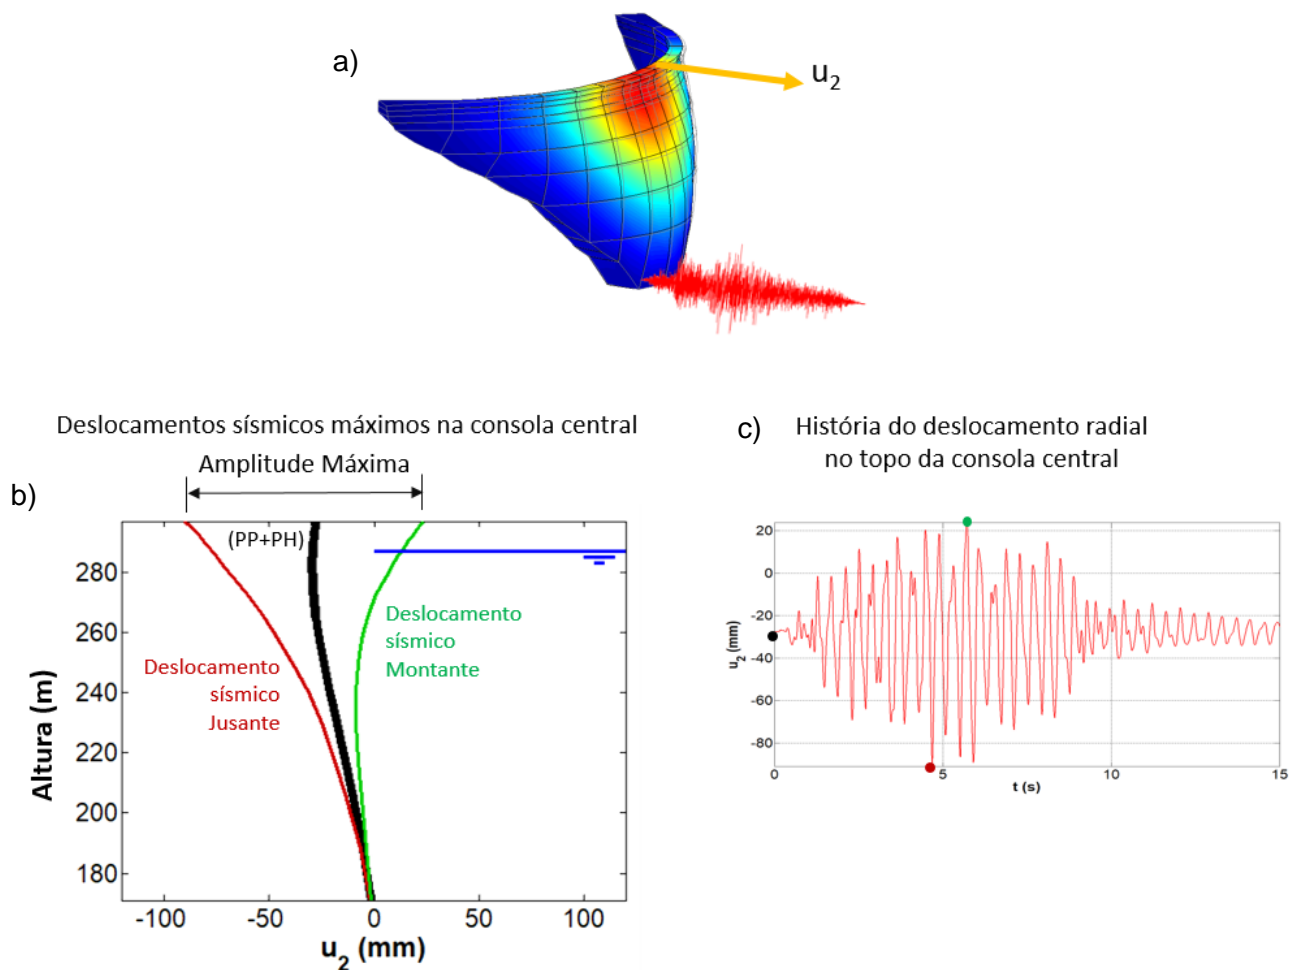 a)
u2
Deslocamentos sísmicos máximos na consola central
Amplitude Máxima
b)
(PP+PH)
Deslocamento
sísmico
Montante
Deslocamento
sísmico
Jusante
280
260
240
220
200
180
Altura (m)
-100 -50 0 50 100
u2 (mm)
c)
História do deslocamento radial
no topo da consola central
20
0
-20
-40
-60
-80
u2 (mm)
0 5 10 15
t (s)